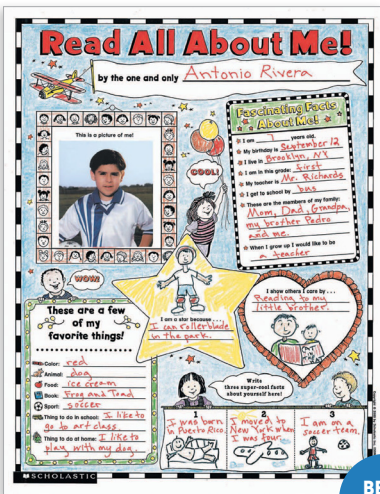 Read All About Me!
by the one and only Antonio Rivera
This is a picture of me!
COOL!
Fascinating Facts
About Me!
I am years old.
My birthday is September 12
I live in Brooklyn, NY
I am in this grade: first
My teacher is Mr. Richards
I get to school by bus
These are the members of my family:
Mom, Dad, Grandpa,
my brother Pedro
and me.
When I grow up I would like to be
a teacher
WOW!
I am a star because...
I can rollerblade
in the park.
I show others I care by...
Reading to my
little brother.
These are a few
of my
favorite things!
Color: red
Animal: dog
Food: ice cream
Book: Frog and Toad
Sport: soccer
Thing to do in school: I like to
go to art class.
Thing to do at home: I like to
play with my dog.
Write
three super-cool facts
about yourself here!
1
I was born
in Puerto Rico.
2
I moved to
New York when
I was four.
3
I am on a
soccer team.
SCHOLASTIC